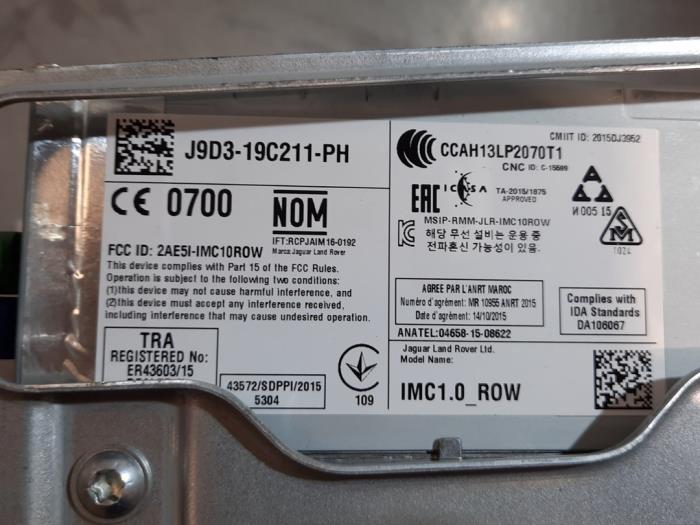 J9D3-19C211-PH
CE 0700
NOM
IFT:RCPJAIM16-0192
Marca:Jaguar Land Rover
FCC ID: 2AE5I-IMC10ROW
This device complies with Part 15 of the FCC Rules.
Operation is subject to the following two conditions:
(1)this device may not cause harmful interference, and
(2)this device must accept any interference received,
including interference that may cause undesired operation.
TRA
REGISTERED No:
ER43603/15
43572/SDPPI/2015
5304
109
CMIIT ID: 2015DJ3952
CCAH13LP2070T1
CNC ID: C-15589
EAC
ICASA
TA-2015/1875
APPROVED
И 005 15
MSIP-RMM-JLR-IMC10ROW
해당 무선 설비는 운용 중
전파혼신 가능성이 있음.
1024
AGREE PAR L'ANRT MAROC
Numéro d'agrément: MR 10955 ANRT 2015
Date d'agrément: 14/10/2015
Complies with
IDA Standards
DA106067
ANATEL:04658-15-08622
Jaguar Land Rover Ltd.
Model Name:
IMC1.0_ROW